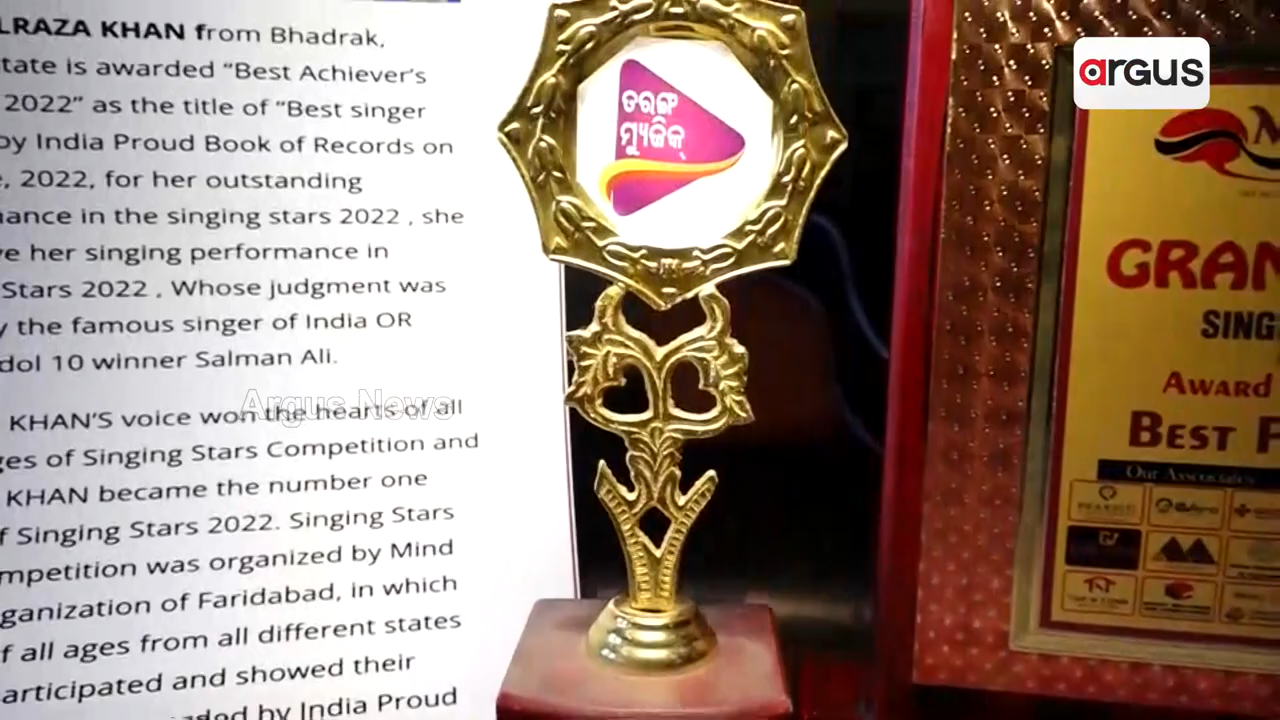 LRAZA KHAN from Bhadrak,
tate is awarded “Best Achiever’s
2022” as the title of “Best singer
by India Proud Book of Records on
, 2022, for her outstanding
ance in the singing stars 2022 , she
ve her singing performance in
Stars 2022 , Whose judgment was
y the famous singer of India OR
dol 10 winner Salman Ali.
KHAN’S voice won the hearts of all
ges of Singing Stars Competition and
KHAN became the number one
f Singing Stars 2022. Singing Stars
mpetition was organized by Mind
ganization of Faridabad, in which
f all ages from all different states
articipated and showed their
ded by India Proud
Argus News
ତରଙ୍ଗ
ମ୍ୟୁଜିକ୍
argus
GRAN
SING
AWARD
BEST F
Our Associates